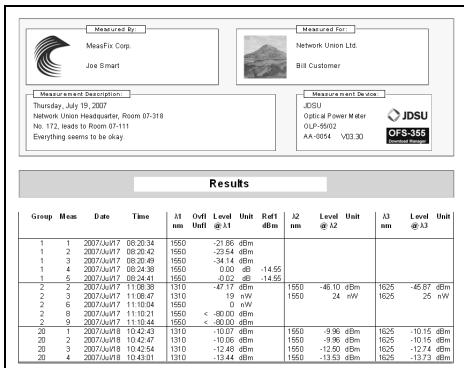 Measured By:
MeasFix Corp.
Joe Smart
Measured For:
Network Union Ltd.
Bill Customer
Measurement Description:
Thursday, July 19, 2007
Network Union Headquarter, Room 07-318
No. 172, leads to Room 07-111
Everything seems to be okay.
Measurement Device:
JDSU
Optical Power Meter
OLP-55/02
AA-0054 V03.30
JDSU
OFS-355
Download Manager
Results
Group Meas Date Time λ1 Ovfl Level Unit Ref1 λ2 Level Unit λ3 Level Unit
nm Unfl @ λ1 dBm nm @ λ2 nm @ λ3
1 1 2007/Jul/17 08:20:34 1550 -21.86 dBm
1 2 2007/Jul/17 08:20:42 1550 -23.54 dBm
1 3 2007/Jul/17 08:20:49 1550 -34.14 dBm
1 4 2007/Jul/17 08:24:38 1550 0.00 dB -14.55
1 5 2007/Jul/17 08:24:41 1550 -0.02 dB -14.55
2 2 2007/Jul/17 11:08:38 1310 -47.17 dBm 1550 -46.10 dBm 1625 -45.87 dBm
2 3 2007/Jul/17 11:08:47 1310 19 nW 1550 24 nW 1625 25 nW
2 6 2007/Jul/17 11:10:04 1550 0 nW
2 8 2007/Jul/17 11:10:21 1550 < -80.00 dBm
2 9 2007/Jul/17 11:10:44 1550 < -80.00 dBm
20 1 2007/Jul/18 10:42:43 1310 -10.07 dBm 1550 -9.96 dBm 1625 -10.15 dBm
20 2 2007/Jul/18 10:42:47 1310 -10.06 dBm 1550 -9.96 dBm 1625 -10.15 dBm
20 3 2007/Jul/18 10:42:54 1310 -12.48 dBm 1550 -12.50 dBm 1625 -12.74 dBm
20 4 2007/Jul/18 10:43:01 1310 -13.44 dBm 1550 -13.53 dBm 1625 -13.73 dBm